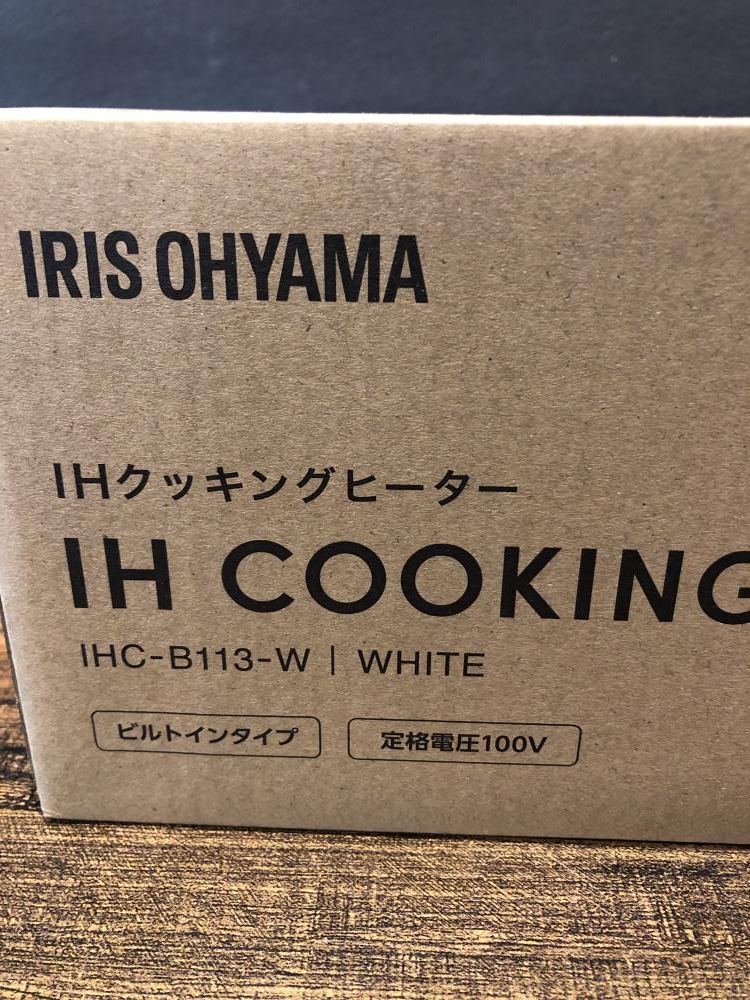 IRIS OHYAMA
IHクッキングヒーター
IH COOKING
IHC-B113-W | WHITE
ビルトインタイプ 定格電圧100V